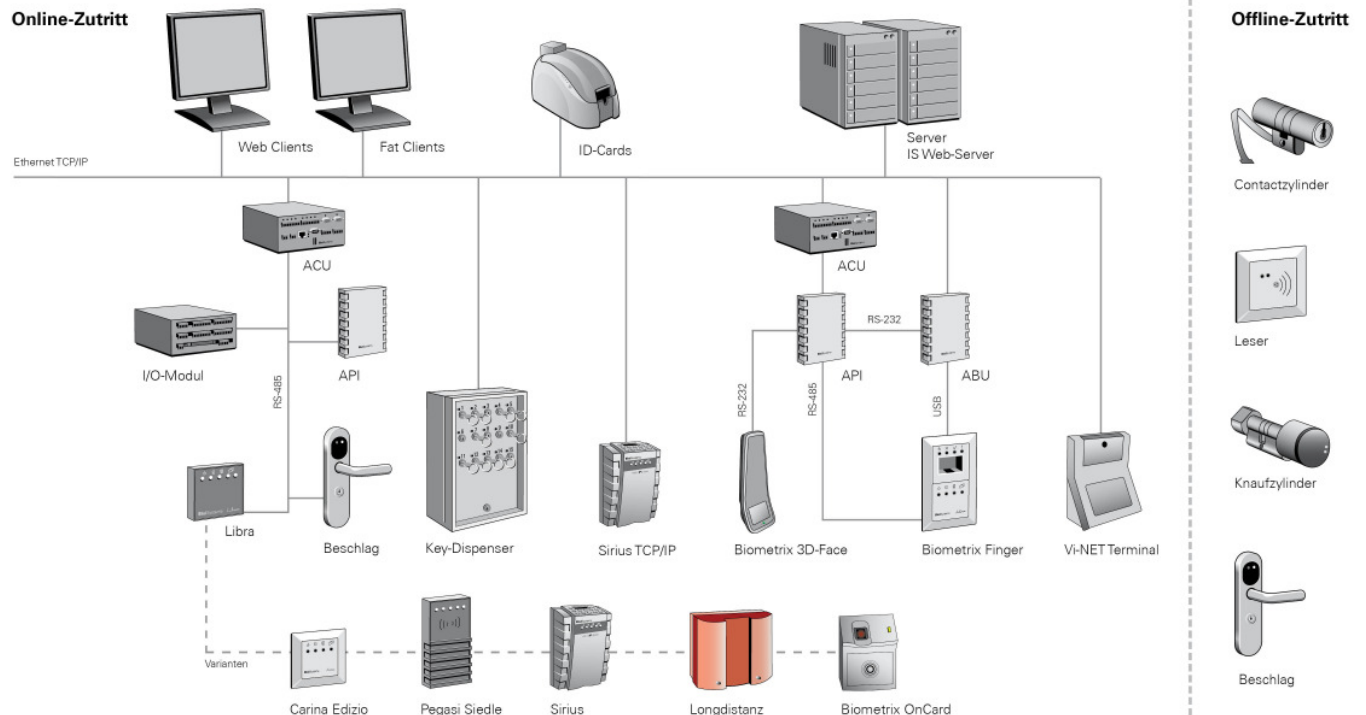 Online-Zutritt
Offline-Zutritt
Web Clients
Fat Clients
ID-Cards
Server
IS Web-Server
Ethernet TCP/IP
Contactzylinder
ACU
ACU
I/O-Modul
API
RS-485
RS-232
API
ABU
RS-232
RS-485
USB
Leser
Libra
Beschlag
Key-Dispenser
Sirius TCP/IP
Biometrix 3D-Face
Biometrix Finger
Vi-NET Terminal
Knaufzylinder
Varianten
Carina Edizio
Pegasi Siedle
Sirius
Longdistanz
Biometrix OnCard
Beschlag